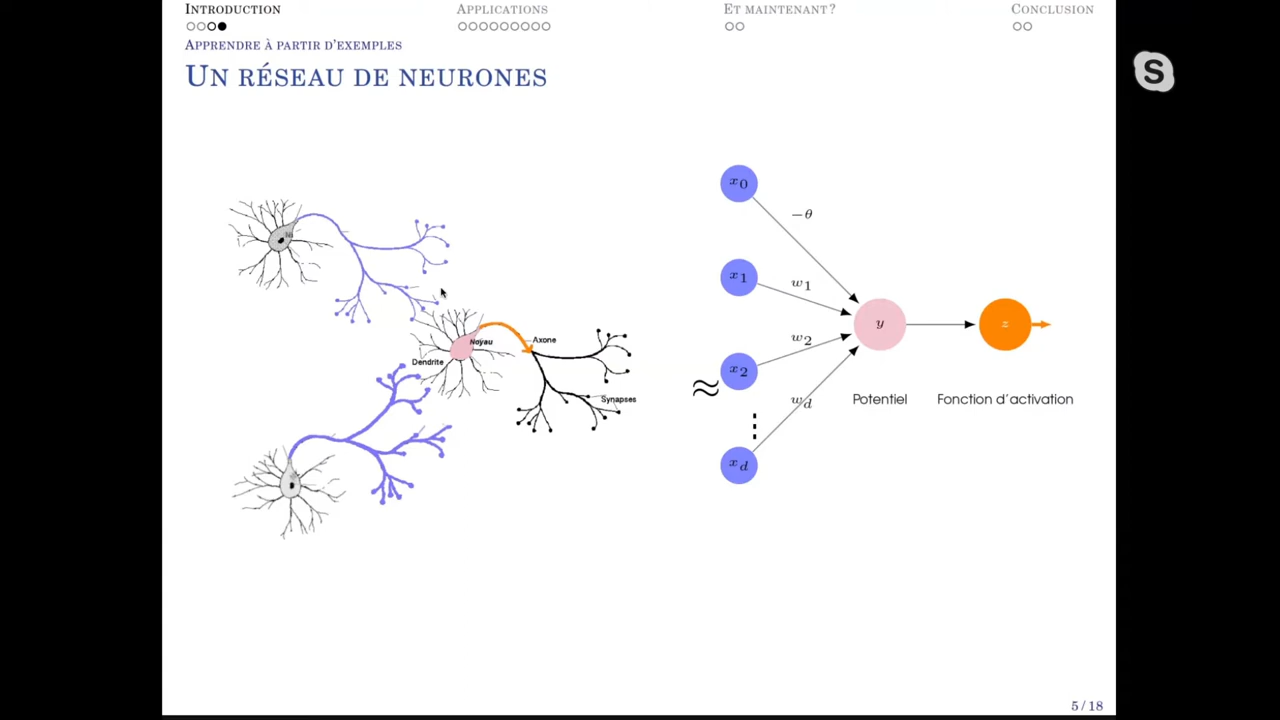 INTRODUCTION
APPLICATIONS
ET MAINTENANT?
CONCLUSION
APPRENDRE À PARTIR D'EXEMPLES
UN RÉSEAU DE NEURONES
S
Noyau
Axone
Dendrite
Synapses
≈
x0
x1
x2
xd
−θ
w1
w2
wd
y
z
Potentiel
Fonction d'activation
5 / 18